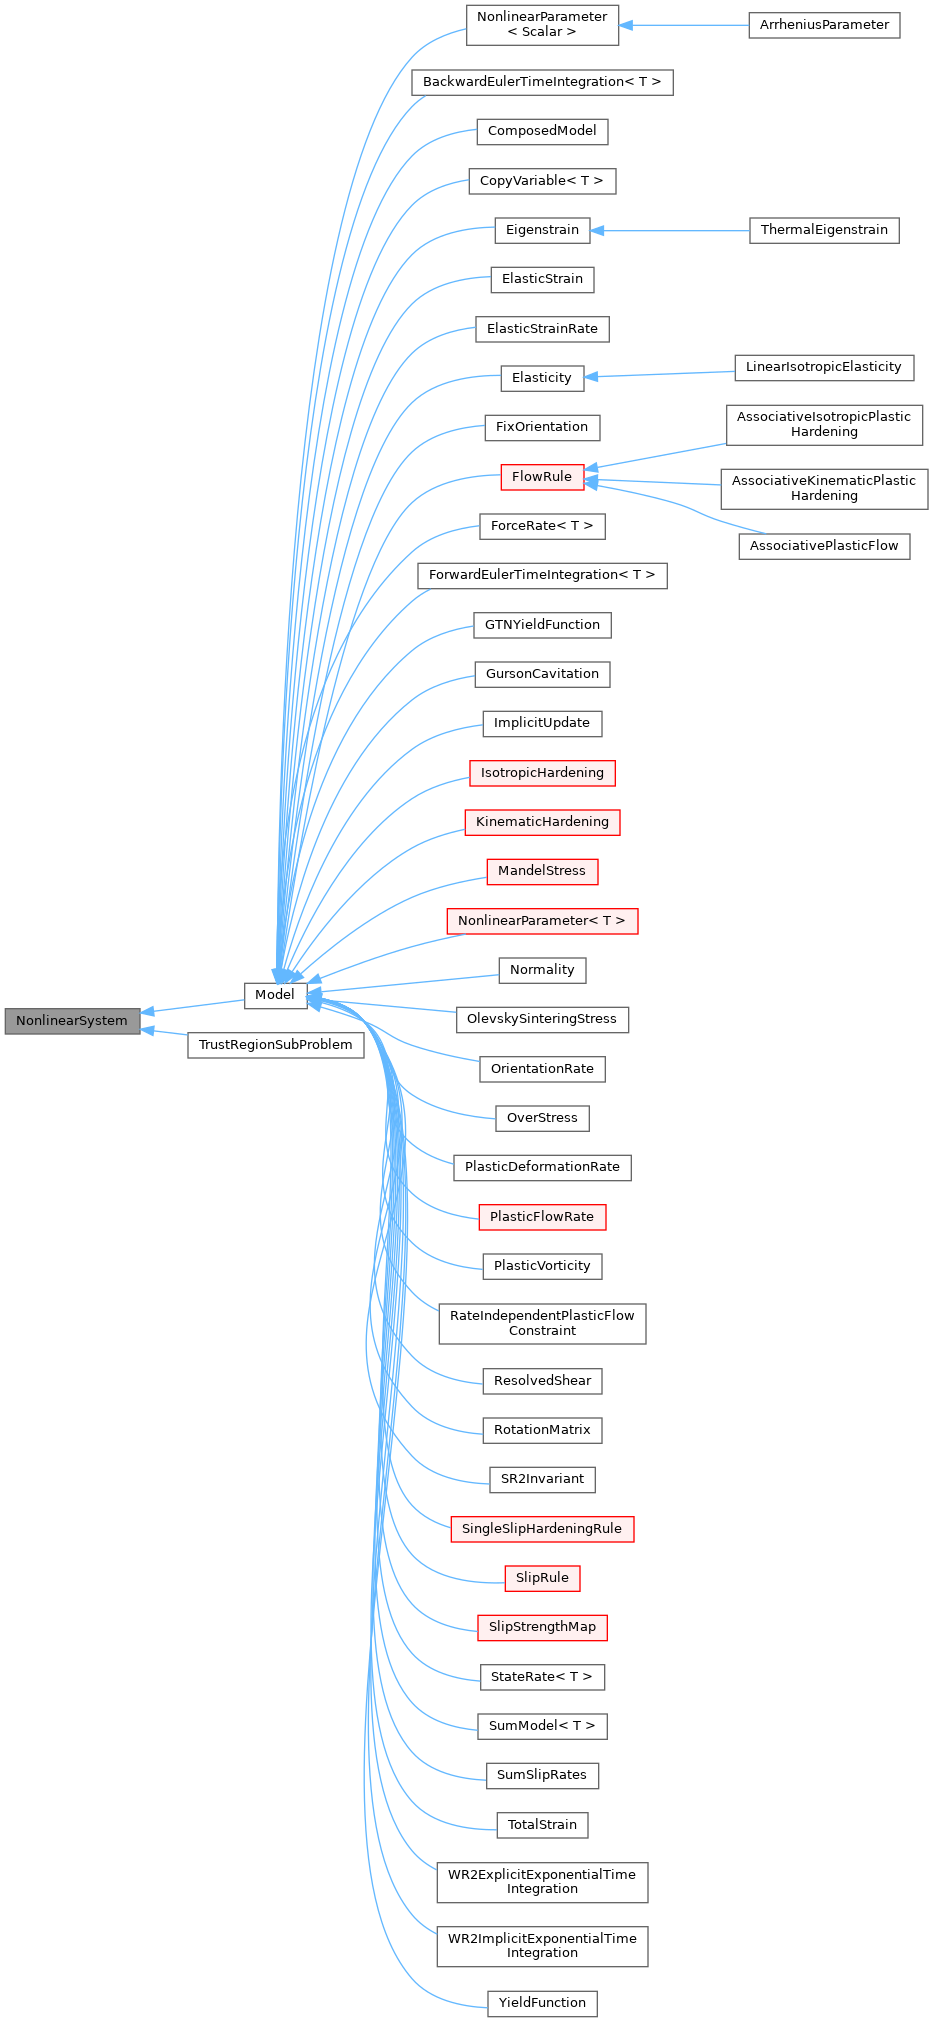 NonlinearParameter
< Scalar >
ArrheniusParameter
BackwardEulerTimeIntegration< T >
ComposedModel
CopyVariable< T >
Eigenstrain
ThermalEigenstrain
ElasticStrain
ElasticStrainRate
Elasticity
LinearIsotropicElasticity
FixOrientation
AssociativeIsotropicPlastic
Hardening
FlowRule
AssociativeKinematicPlastic
Hardening
AssociativePlasticFlow
ForceRate< T >
ForwardEulerTimeIntegration< T >
GTNYieldFunction
GursonCavitation
ImplicitUpdate
IsotropicHardening
KinematicHardening
MandelStress
NonlinearParameter< T >
Normality
Model
NonlinearSystem
TrustRegionSubProblem
OlevskySinteringStress
OrientationRate
OverStress
PlasticDeformationRate
PlasticFlowRate
PlasticVorticity
RateIndependentPlasticFlow
Constraint
ResolvedShear
RotationMatrix
SR2Invariant
SingleSlipHardeningRule
SlipRule
SlipStrengthMap
StateRate< T >
SumModel< T >
SumSlipRates
TotalStrain
WR2ExplicitExponentialTime
Integration
WR2ImplicitExponentialTime
Integration
YieldFunction